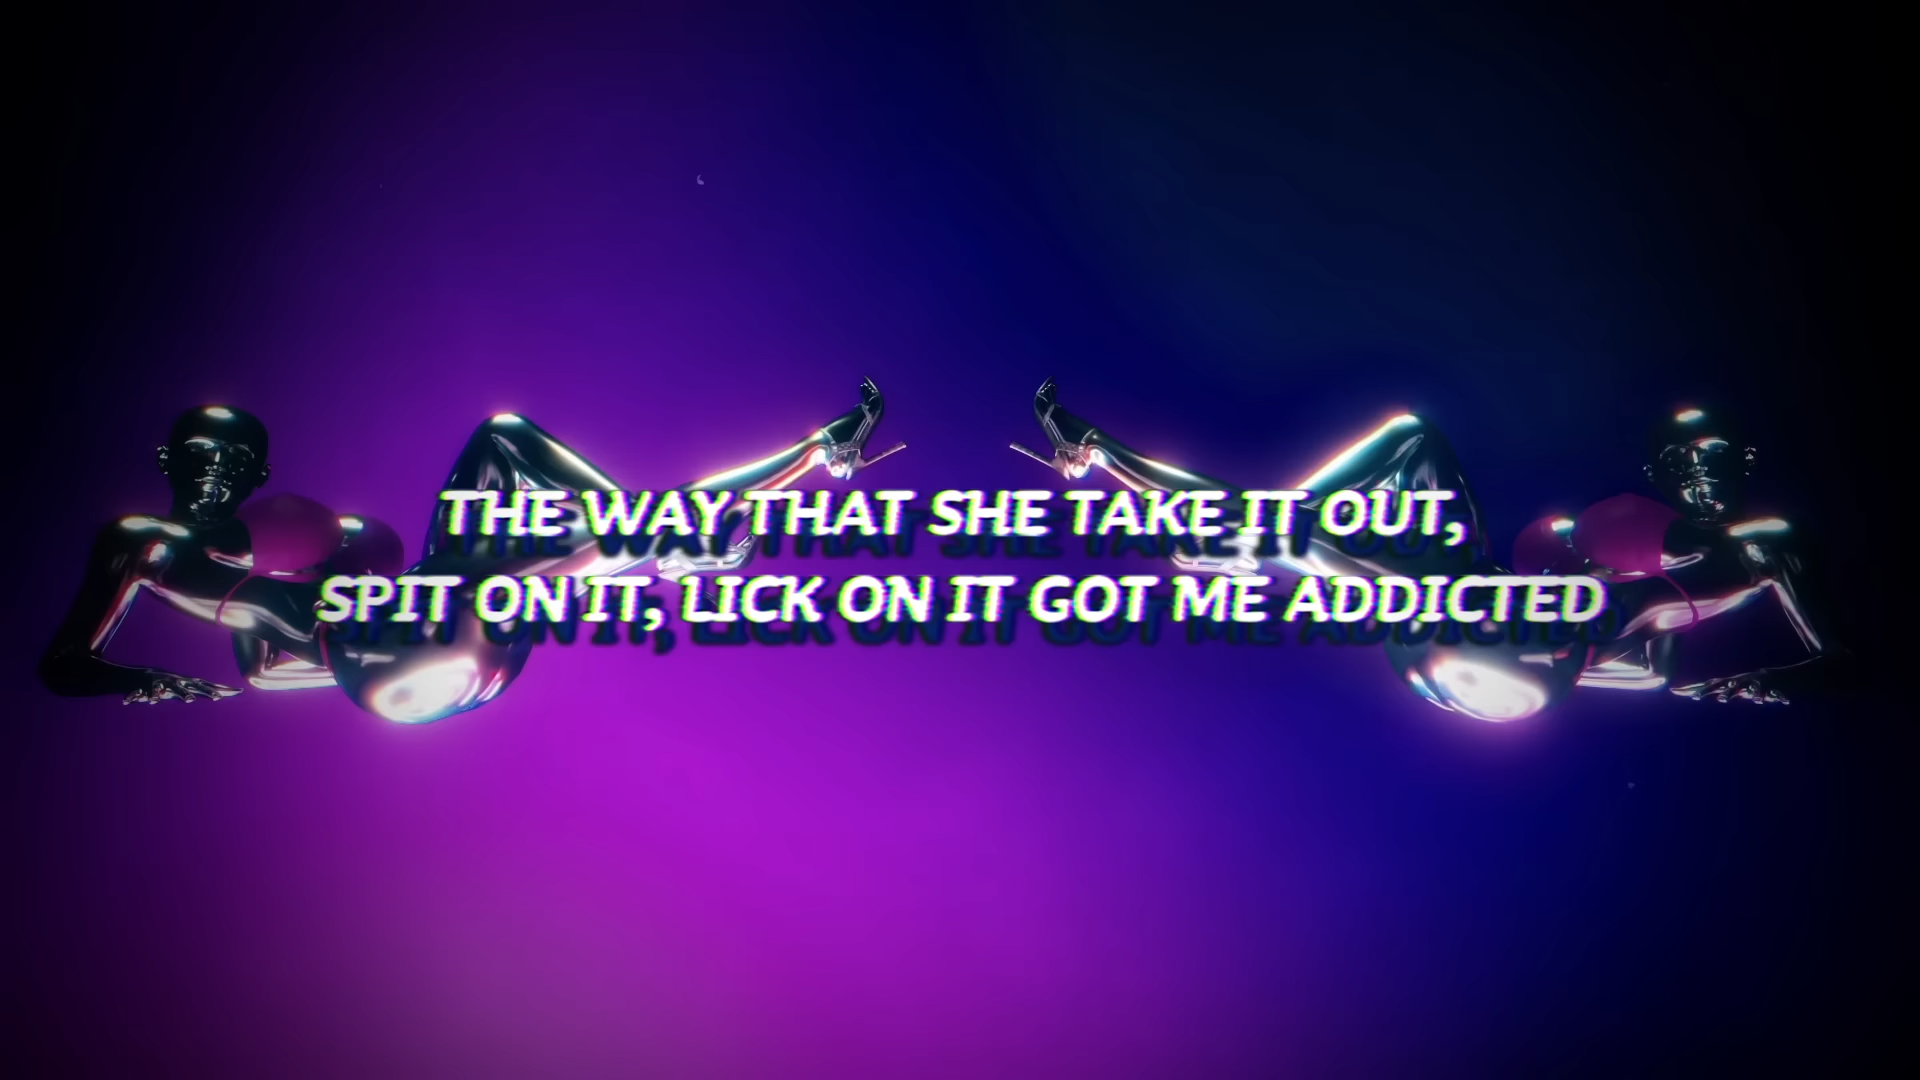 THE WAY THAT SHE TAKE IT OUT,
SPIT ON IT, LICK ON IT GOT ME ADDICTED